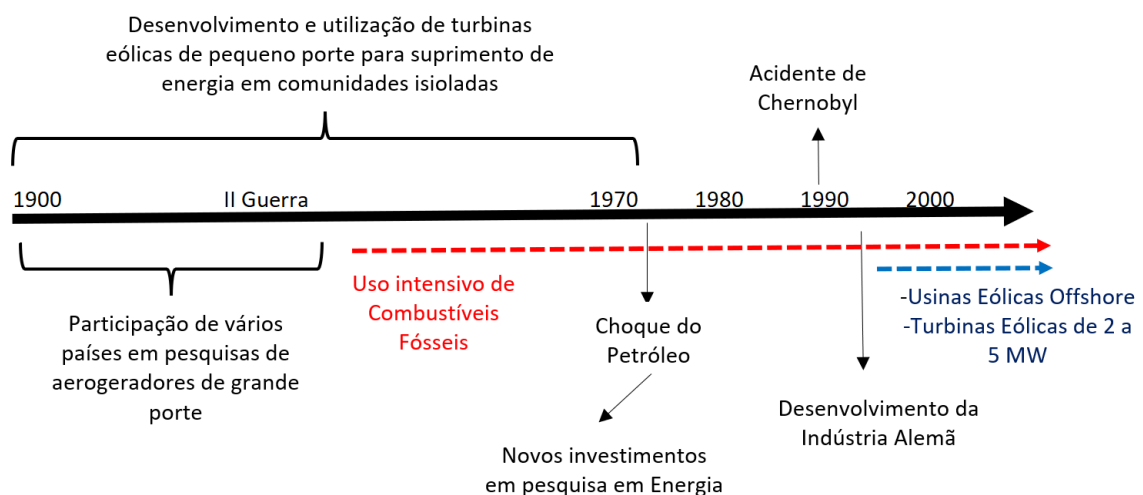 Desenvolvimento e utilização de turbinas
eólicas de pequeno porte para suprimento de
energia em comunidades isioladas
Acidente de
Chernobyl
1900
II Guerra
1970
1980
1990
2000
Uso intensivo de
Combustíveis
Fósseis
-Usinas Eólicas Offshore
-Turbinas Eólicas de 2 a
5 MW
Participação de vários
países em pesquisas de
aerogeradores de grande
porte
Choque do
Petróleo
Desenvolvimento da
Indústria Alemã
Novos investimentos
em pesquisa em Energia